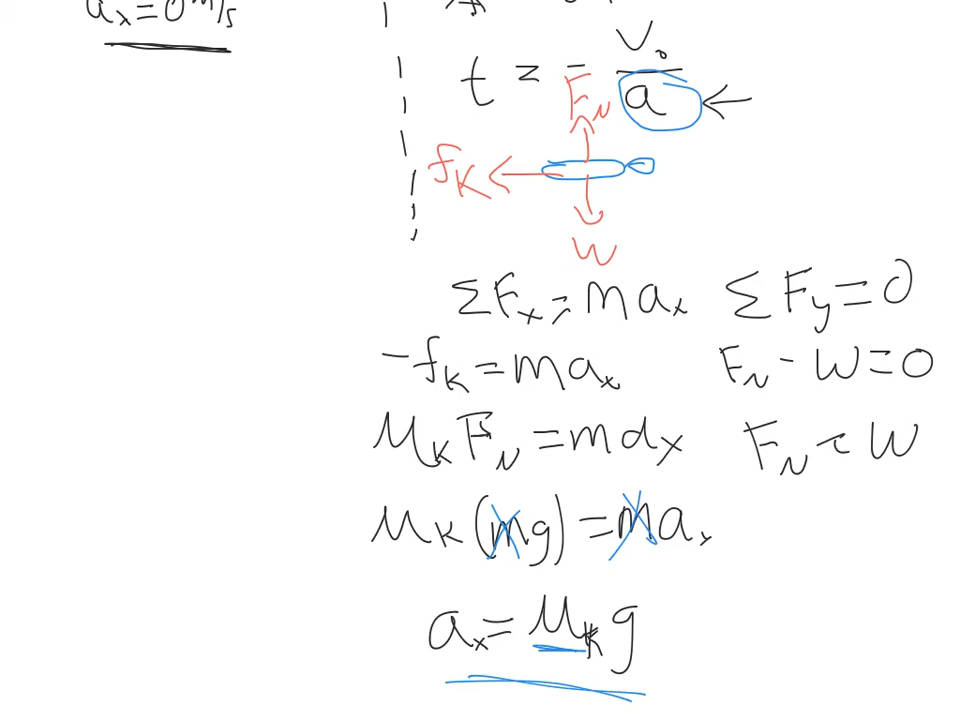 aₓ = 0 m/s
t = - V₀ / a
F_N
f_K
W
ΣFₓ = maₓ ΣF_y = 0
-f_K = maₓ F_N - W = 0
μ_K F_N = maₓ F_N = W
μ_K (mg) = maₓ
aₓ = μ_K g